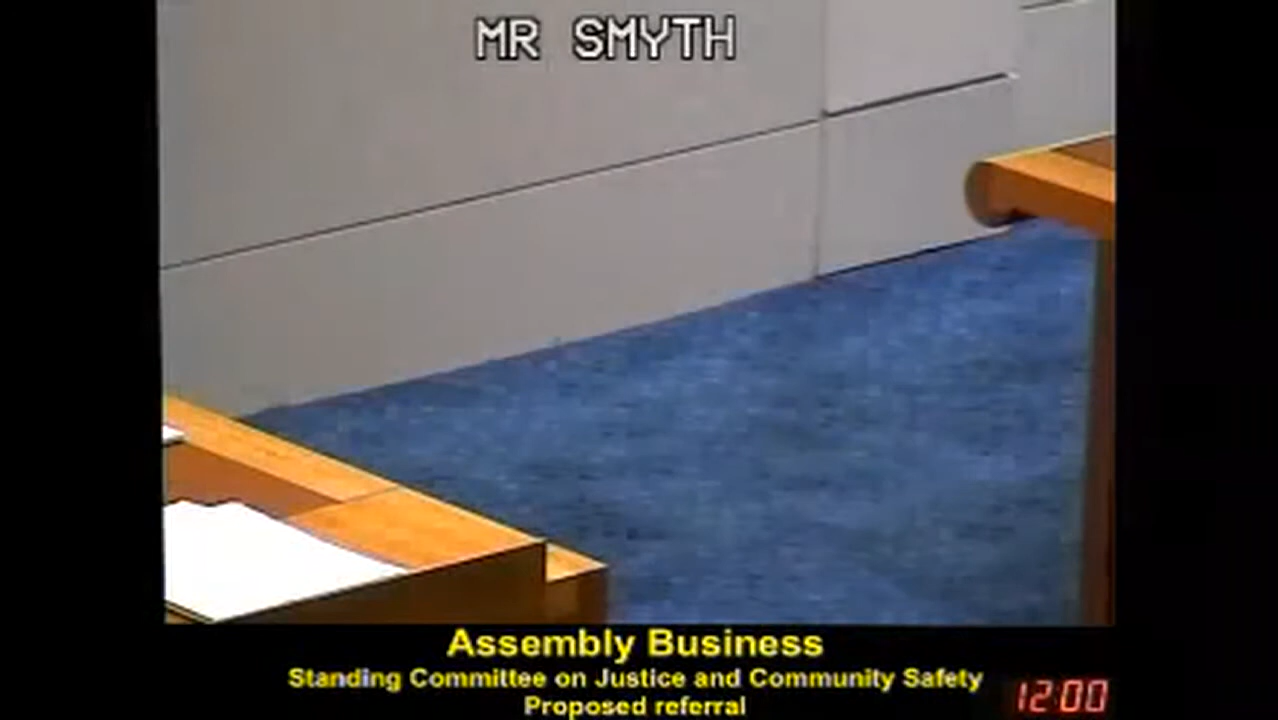 MR SMYTH
Assembly Business
Standing Committee on Justice and Community Safety
Proposed referral
12:00